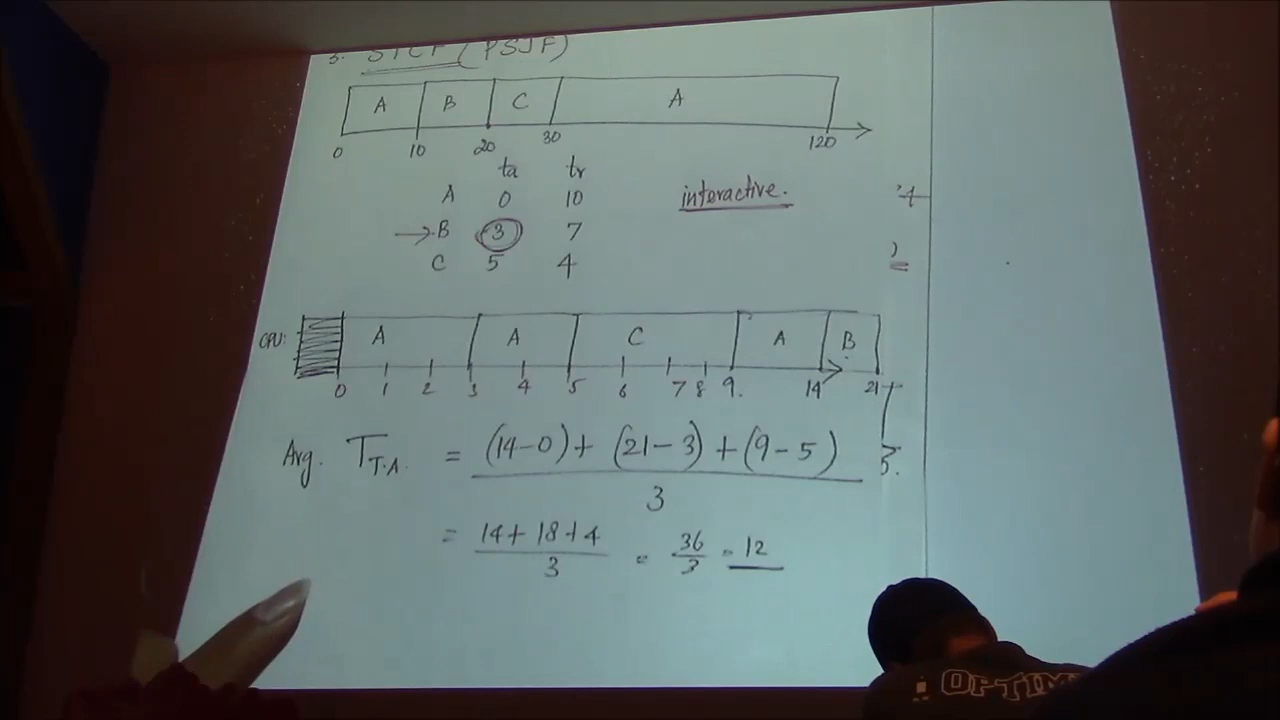 3. STCF (PSJF)
A B C A
0 10 20 30 120
ta tr
A 0 10
interactive.
→ B 3 7
C 5 4
CPU: A A C A B
0 1 2 3 4 5 6 7 8 9. 14 21
Avg. T_T.A. = (14-0)+ (21-3)+(9-5) / 3
= 14+18+4 / 3 = 36/3 = 12
OPTIM